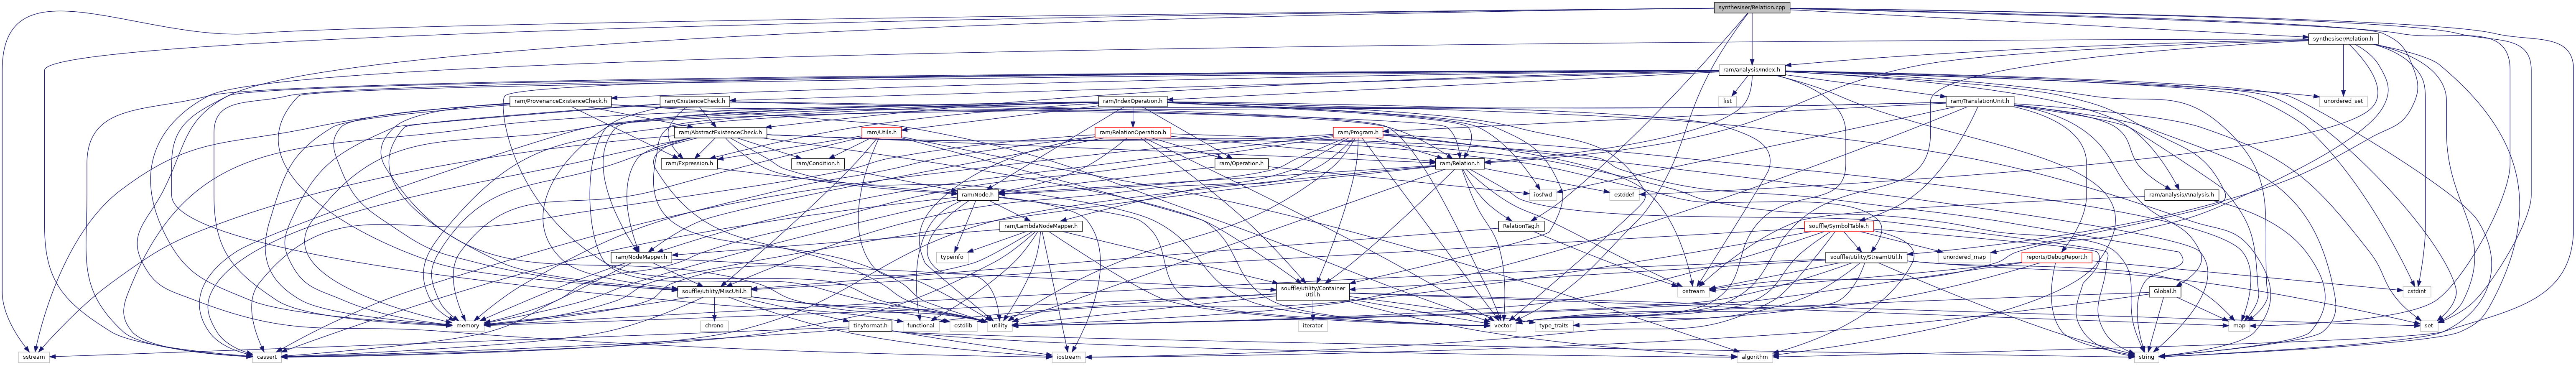 synthesiser/Relation.cpp
synthesiser/Relation.h
ram/analysis/Index.h
ram/ProvenanceExistenceCheck.h
ram/ExistenceCheck.h
ram/IndexOperation.h
list
ram/TranslationUnit.h
unordered_set
ram/AbstractExistenceCheck.h
ram/Utils.h
ram/RelationOperation.h
ram/Program.h
ram/Expression.h
ram/Condition.h
ram/Operation.h
ram/Relation.h
ram/Node.h
iosfwd
cstddef
ram/analysis/Analysis.h
ram/LambdaNodeMapper.h
RelationTag.h
souffle/SymbolTable.h
ram/NodeMapper.h
typeinfo
souffle/utility/StreamUtil.h
unordered_map
reports/DebugReport.h
souffle/utility/MiscUtil.h
souffle/utility/Container
Util.h
ostream
Global.h
cstdint
memory
chrono
tinyformat.h
functional
cstdlib
utility
iterator
vector
type_traits
map
set
sstream
cassert
iostream
algorithm
string